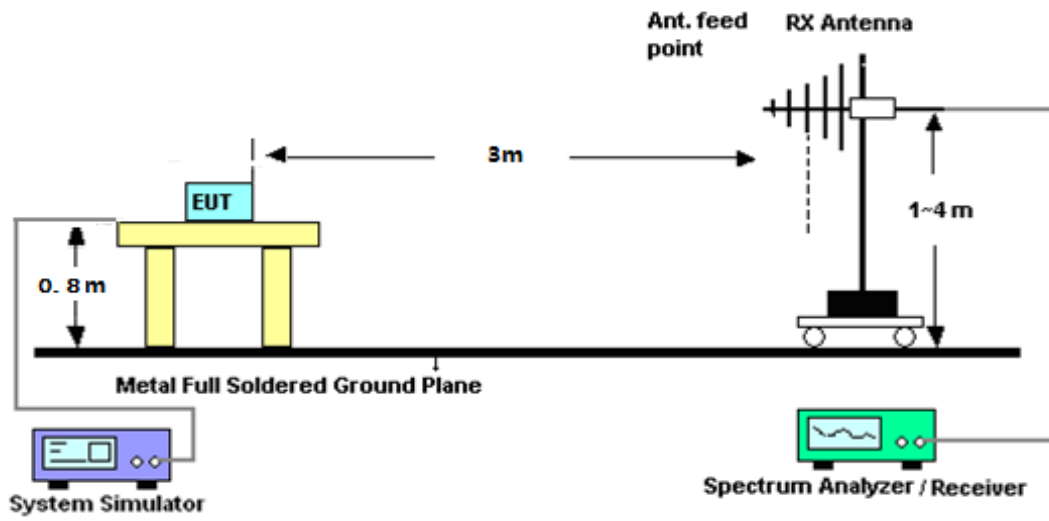 Ant. feed
point
RX Antenna
3m
EUT
1~4 m
0. 8 m
Metal Full Soldered Ground Plane
System Simulator
Spectrum Analyzer / Receiver